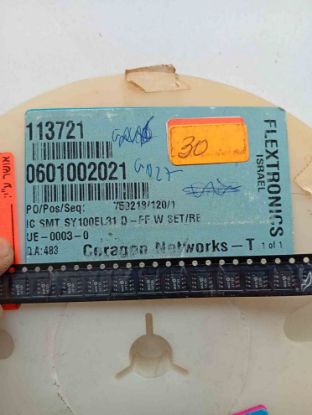 113721
30
0601002021
FLEXTRONICS
ISRAEL
PO/Pos/Seq: 759218/120/1
IC SMT SY100EL31 D-FF W SET/RE
UE-0003-0
Q.A:483 Ceragon Networks-T 1 of 1